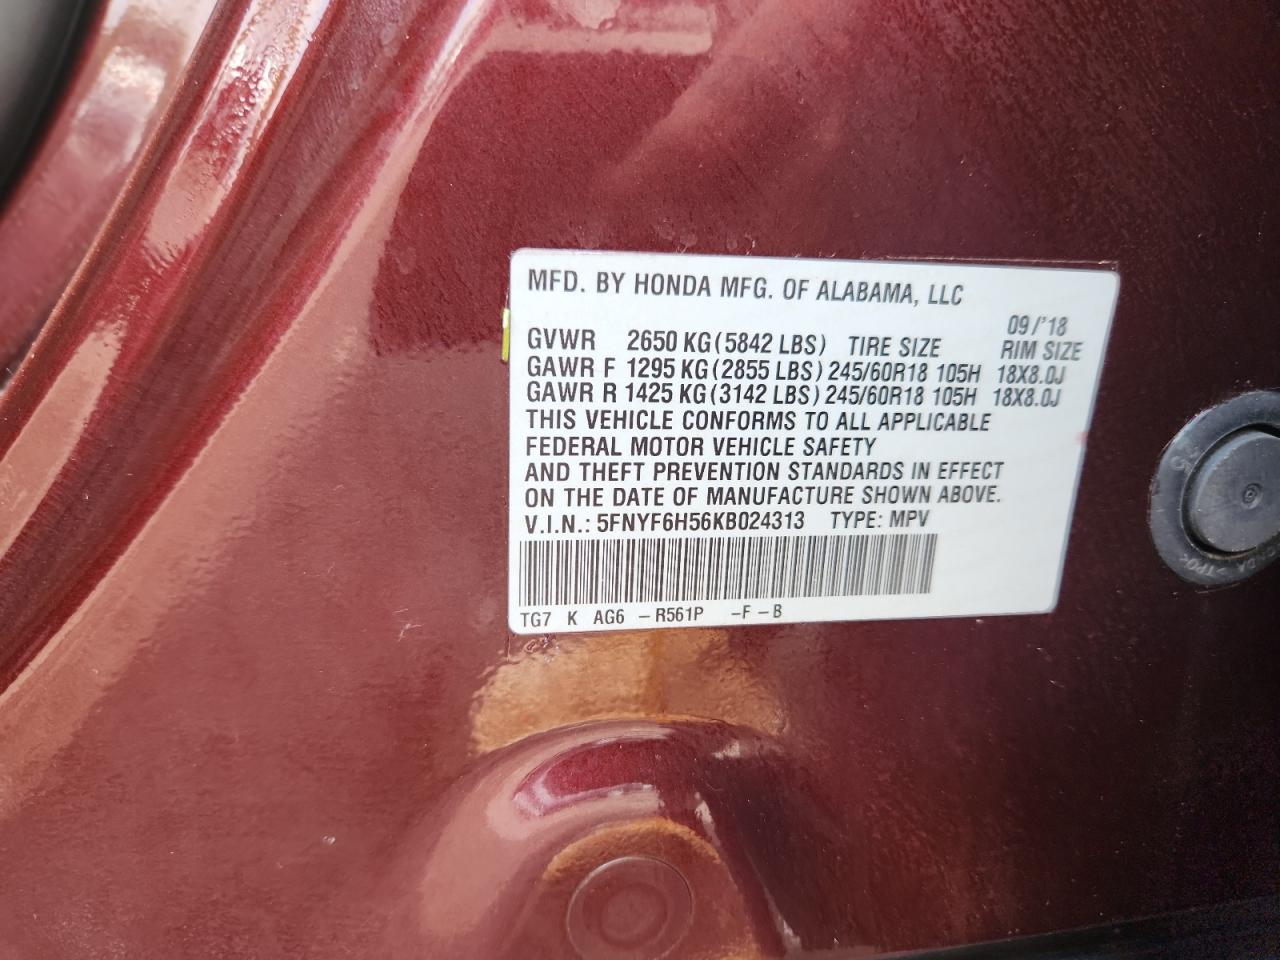 MFD. BY HONDA MFG. OF ALABAMA, LLC
09/'18
GVWR 2650 KG (5842 LBS) TIRE SIZE RIM SIZE
GAWR F 1295 KG (2855 LBS) 245/60R18 105H 18X8.0J
GAWR R 1425 KG (3142 LBS) 245/60R18 105H 18X8.0J
THIS VEHICLE CONFORMS TO ALL APPLICABLE
FEDERAL MOTOR VEHICLE SAFETY
AND THEFT PREVENTION STANDARDS IN EFFECT
ON THE DATE OF MANUFACTURE SHOWN ABOVE.
V.I.N.: 5FNYF6H56KB024313 TYPE: MPV
TG7 K AG6 -R561P -F-B
>TPO<